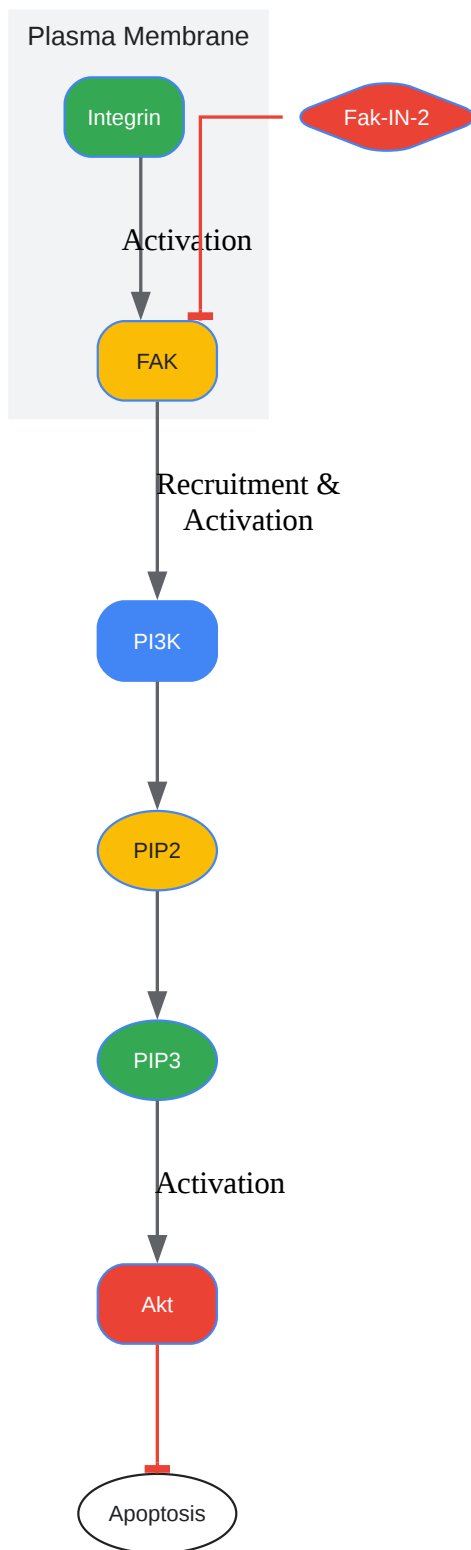 Plasma Membrane
Integrin
Fak-IN-2
Activation
FAK
Recruitment &
Activation
PI3K
PIP2
PIP3
Activation
Akt
Apoptosis